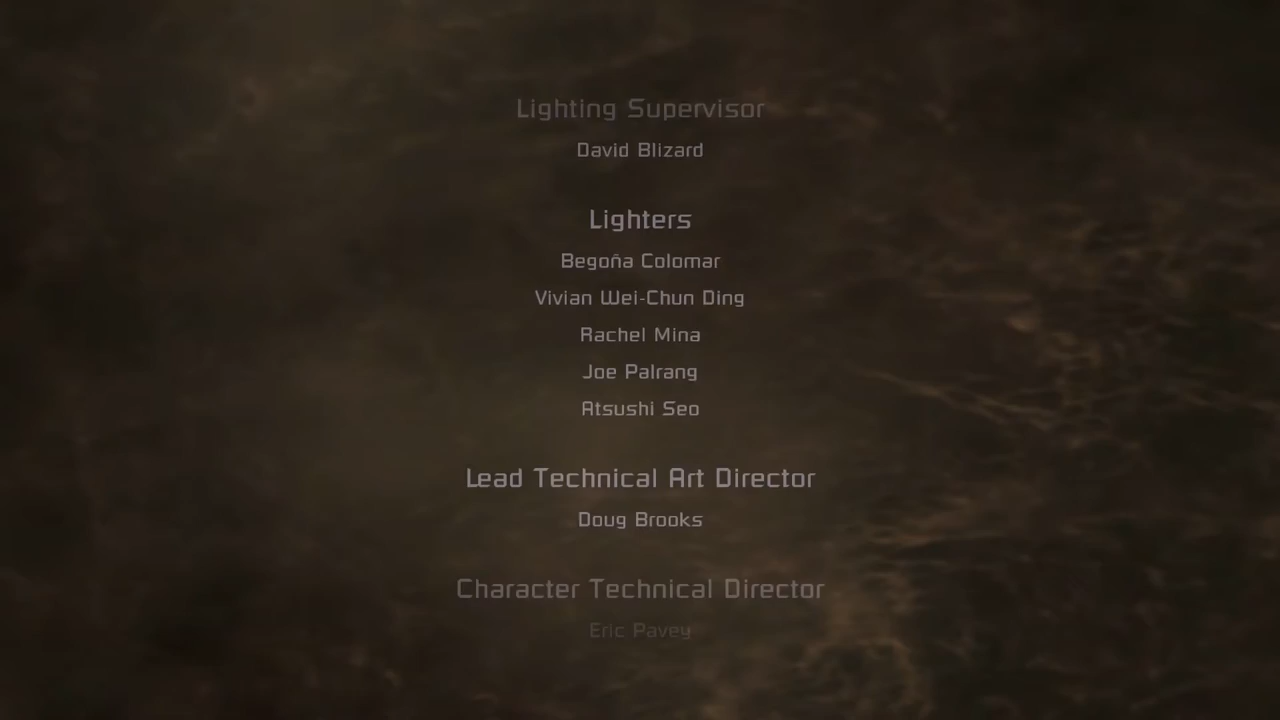 Lighting Supervisor
David Blizard
Lighters
Begoña Colomar
Vivian Wei-Chun Ding
Rachel Mina
Joe Palrang
Atsushi Seo
Lead Technical Art Director
Doug Brooks
Character Technical Director
Eric Pavey